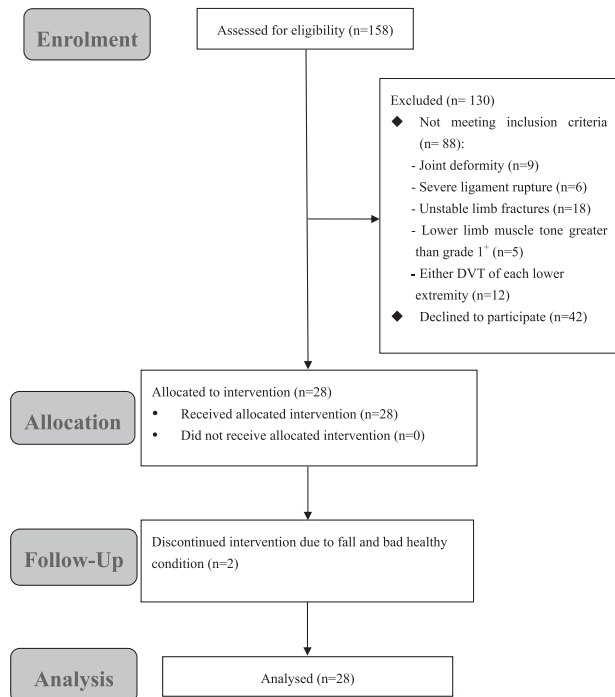 Enrolment
Assessed for eligibility (n=158)
Excluded (n= 130)
◆ Not meeting inclusion criteria
(n= 88):
- Joint deformity (n=9)
- Severe ligament rupture (n=6)
- Unstable limb fractures (n=18)
- Lower limb muscle tone greater
than grade 1⁺ (n=5)
- Either DVT of each lower
extremity (n=12)
◆ Declined to participate (n=42)
Allocation
Allocated to intervention (n=28)
• Received allocated intervention (n=28)
• Did not receive allocated intervention (n=0)
Follow-Up
Discontinued intervention due to fall and bad healthy
condition (n=2)
Analysis
Analysed (n=28)